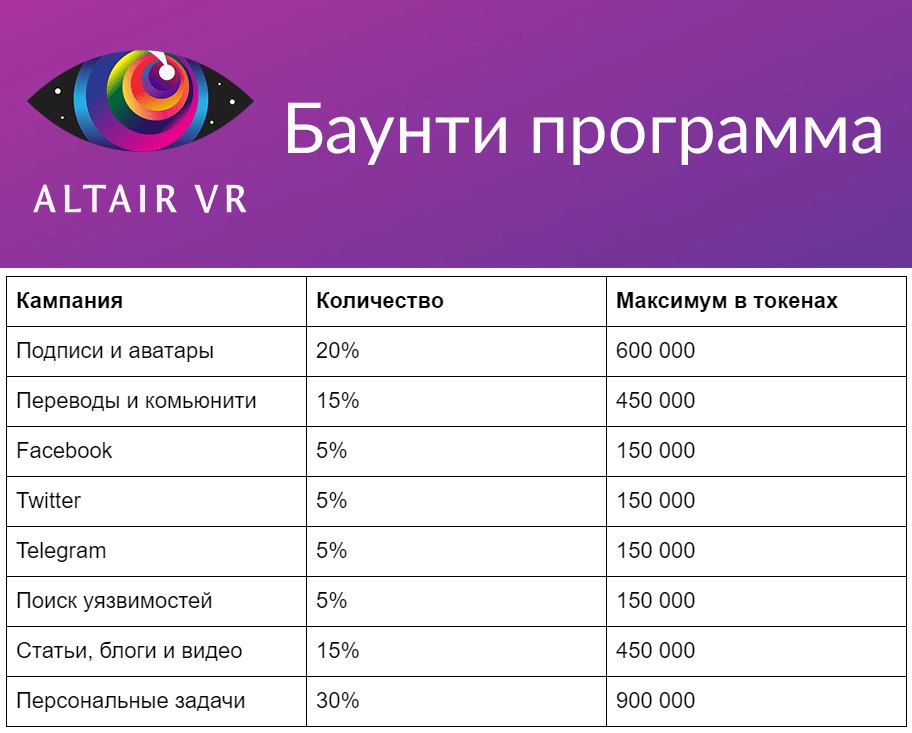 Баунти программа
ALTAIR VR
Кампания Количество Максимум в токенах
Подписи и аватары 20% 600 000
Переводы и комьюнити 15% 450 000
Facebook 5% 150 000
Twitter 5% 150 000
Telegram 5% 150 000
Поиск уязвимостей 5% 150 000
Статьи, блоги и видео 15% 450 000
Персональные задачи 30% 900 000